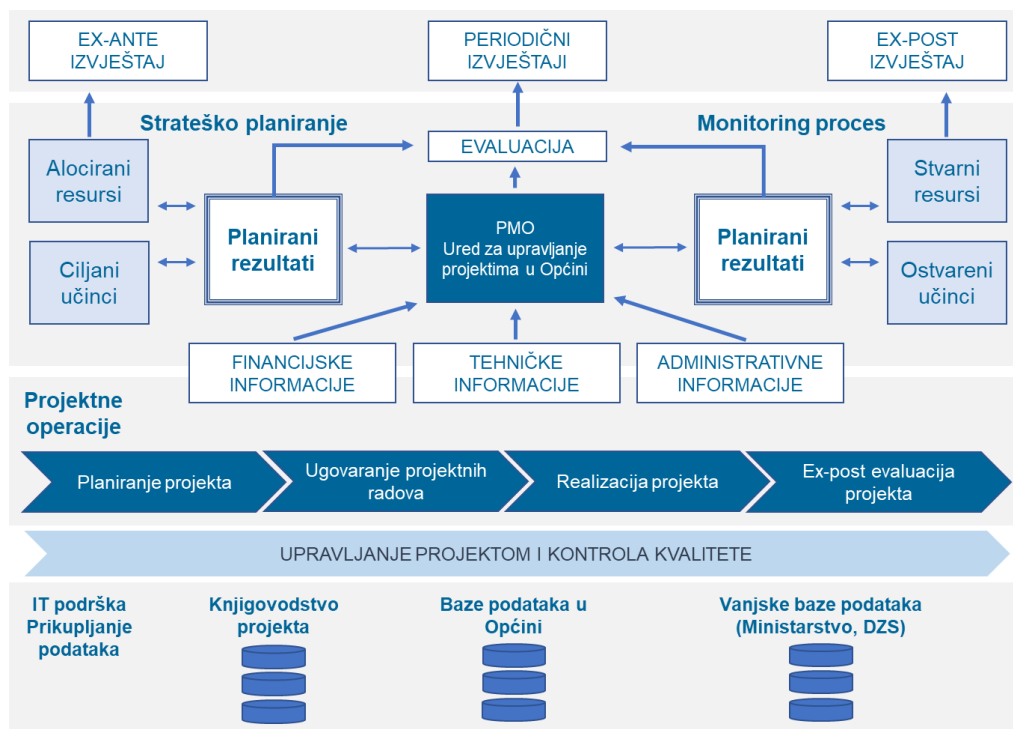 EX-ANTE
IZVJEŠTAJ
PERIODIČNI
IZVJEŠTAJI
EX-POST
IZVJEŠTAJ
Strateško planiranje
Monitoring proces
EVALUACIJA
Alocirani
resursi
Ciljani
učinci
Planirani
rezultati
PMO
Ured za upravljanje
projektima u Općini
Planirani
rezultati
Stvarni
resursi
Ostvareni
učinci
FINANCIJSKE
INFORMACIJE
TEHNIČKE
INFORMACIJE
ADMINISTRATIVNE
INFORMACIJE
Projektne
operacije
Planiranje projekta
Ugovaranje projektnih
radova
Realizacija projekta
Ex-post evaluacija
projekta
UPRAVLJANJE PROJEKTOM I KONTROLA KVALITETE
IT podrška
Prikupljanje
podataka
Knjigovodstvo
projekta
Baze podataka u
Općini
Vanjske baze podataka
(Ministarstvo, DZS)